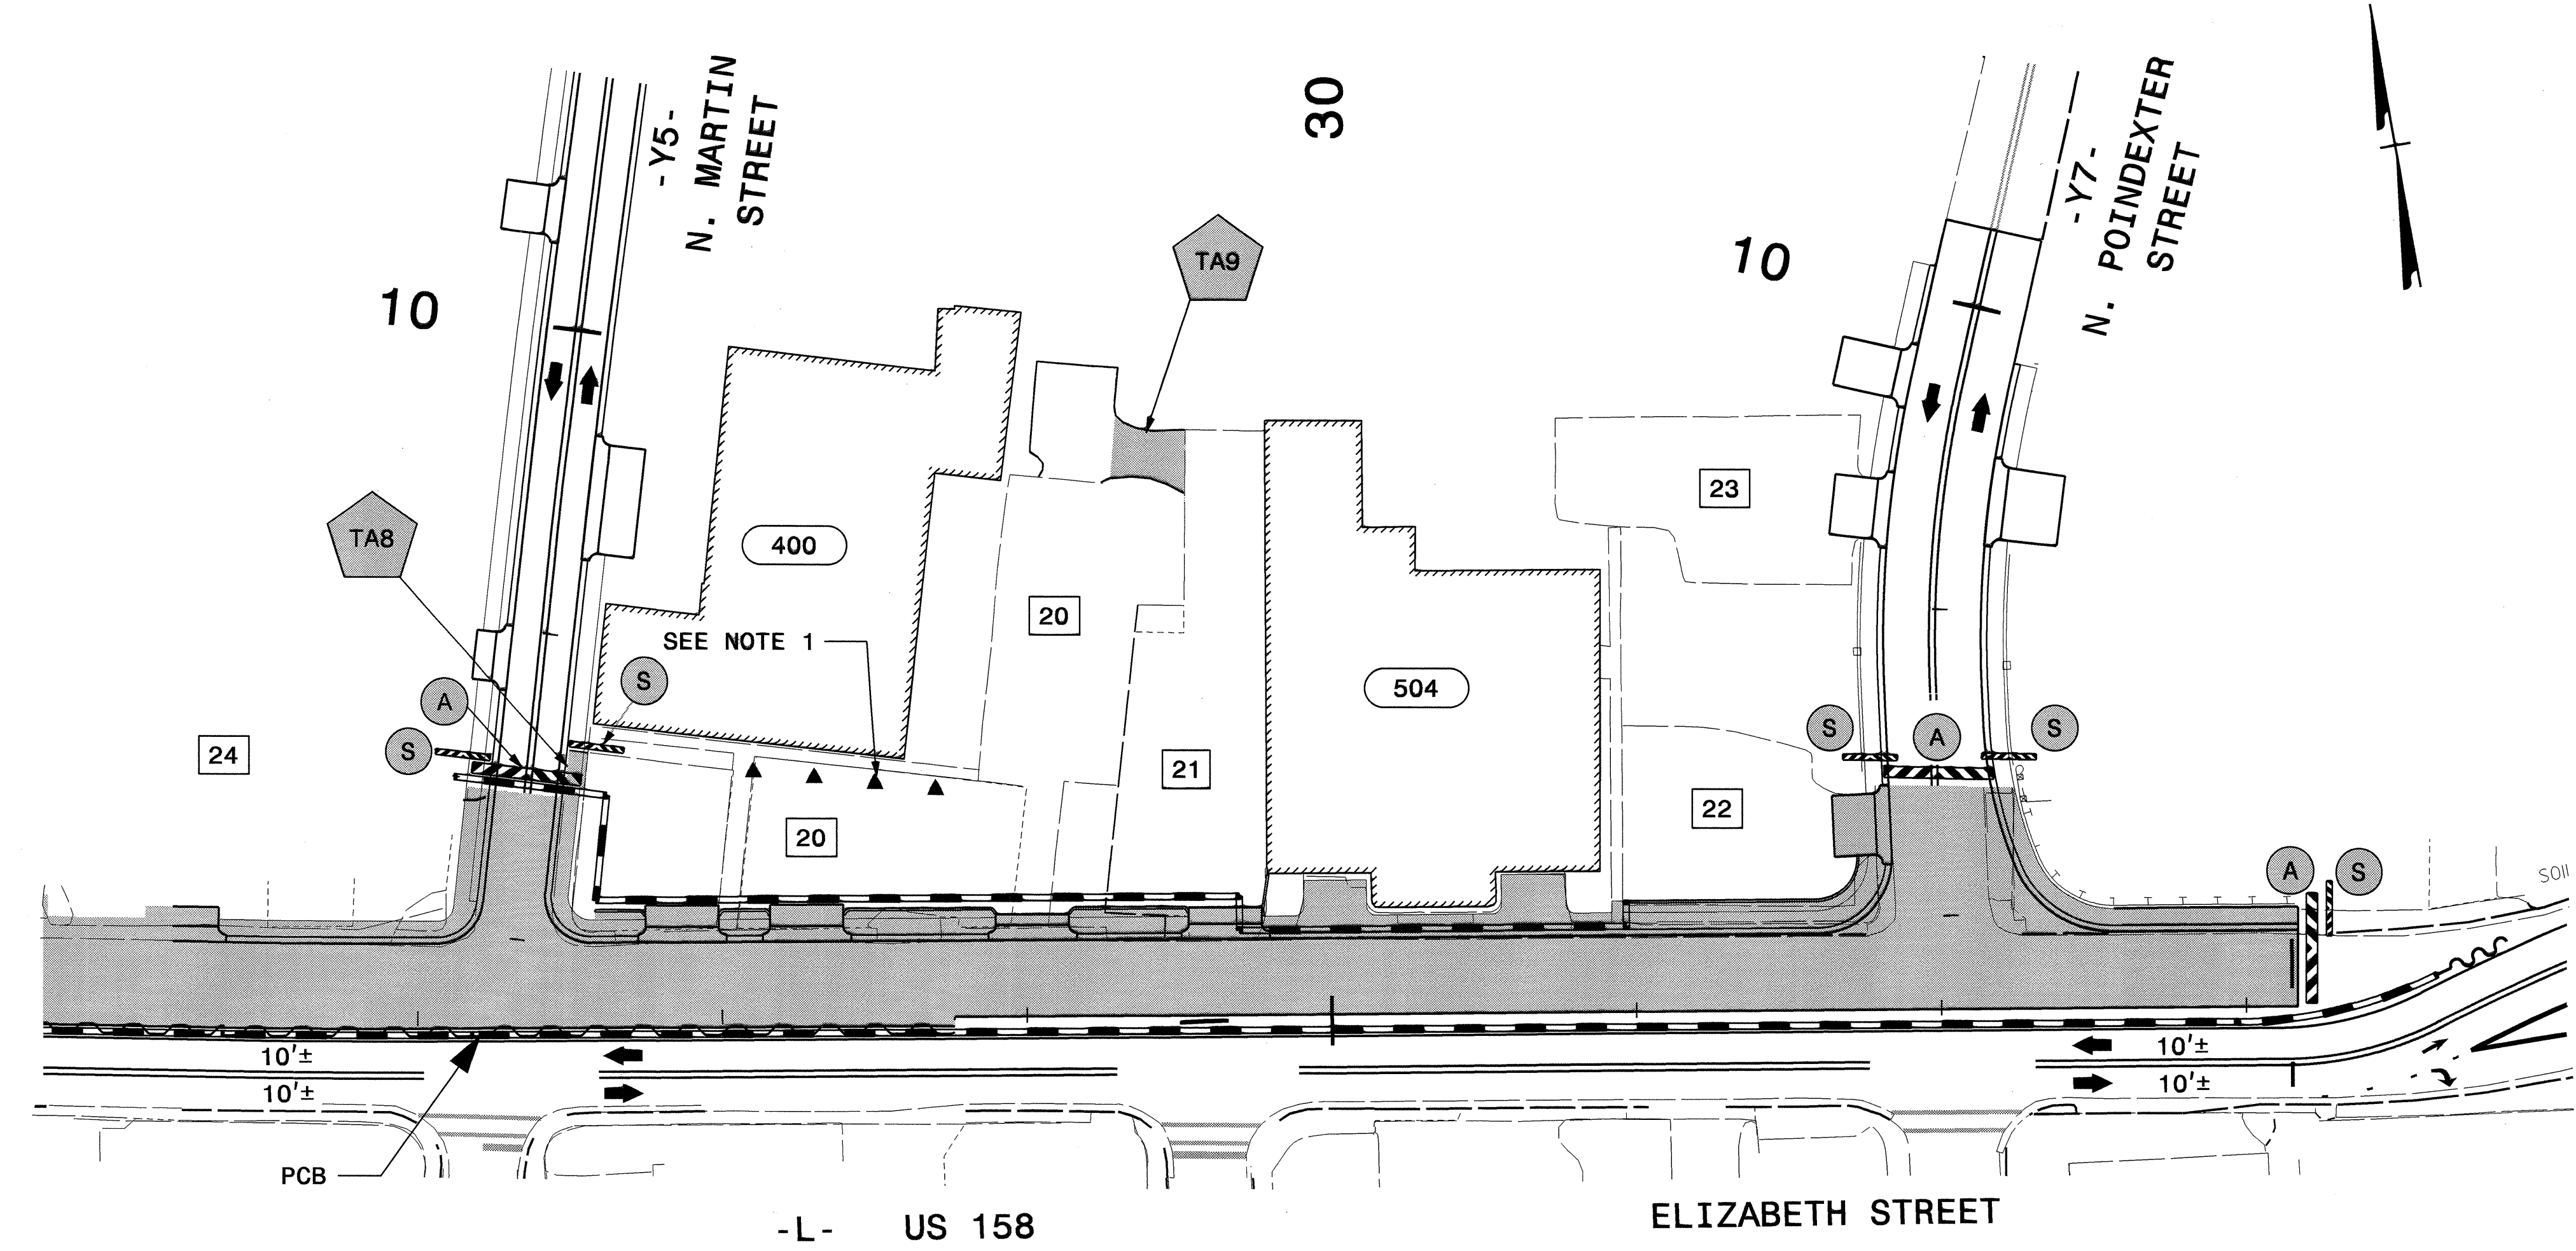 -Y5-
N. MARTIN
STREET
30
-Y7-
N. POINDEXTER
STREET
TA9
10
10
TA8
400
23
20
SEE NOTE 1
S
504
A
S
24
21
S
A
S
22
20
A
S
SOIL
10'±
10'±
10'±
10'±
PCB
-L- US 158
ELIZABETH STREET